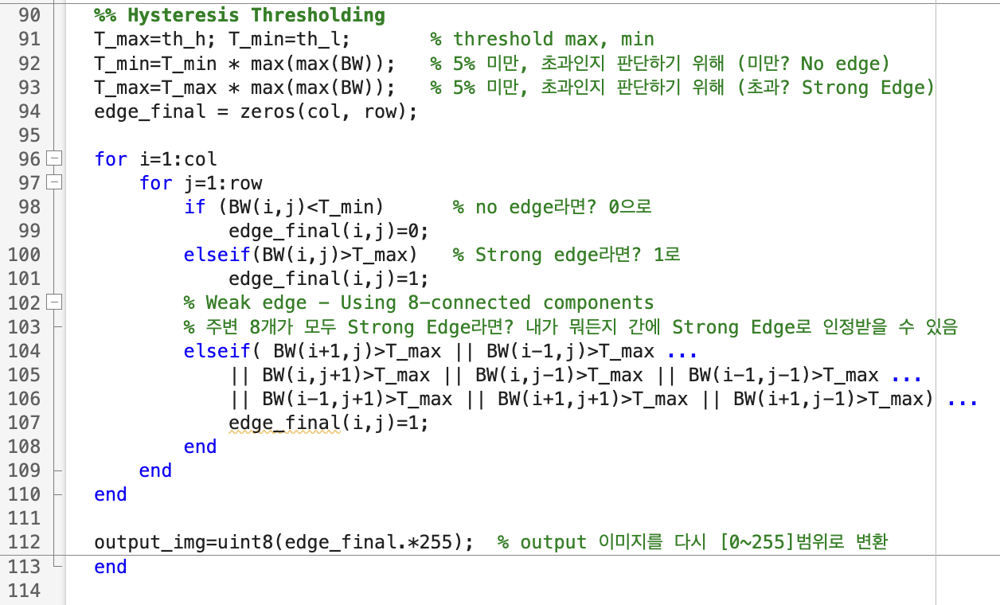 90 %% Hysteresis Thresholding
91 T_max=th_h; T_min=th_l; % threshold max, min
92 T_min=T_min * max(max(BW)); % 5% 미만, 초과인지 판단하기 위해 (미만? No edge)
93 T_max=T_max * max(max(BW)); % 5% 미만, 초과인지 판단하기 위해 (초과? Strong Edge)
94 edge_final = zeros(col, row);
95
96 for i=1:col
97 for j=1:row
98 if (BW(i,j)<T_min) % no edge라면? 0으로
99 edge_final(i,j)=0;
100 elseif(BW(i,j)>T_max) % Strong edge라면? 1로
101 edge_final(i,j)=1;
102 % Weak edge - Using 8-connected components
103 % 주변 8개가 모두 Strong Edge라면? 내가 뭐든지 간에 Strong Edge로 인정받을 수 있음
104 elseif( BW(i+1,j)>T_max || BW(i-1,j)>T_max ...
105 || BW(i,j+1)>T_max || BW(i,j-1)>T_max || BW(i-1,j-1)>T_max ...
106 || BW(i-1,j+1)>T_max || BW(i+1,j+1)>T_max || BW(i+1,j-1)>T_max) ...
107 edge_final(i,j)=1;
108 end
109 end
110 end
111
112 output_img=uint8(edge_final.*255); % output 이미지를 다시 [0~255]범위로 변환
113 end
114